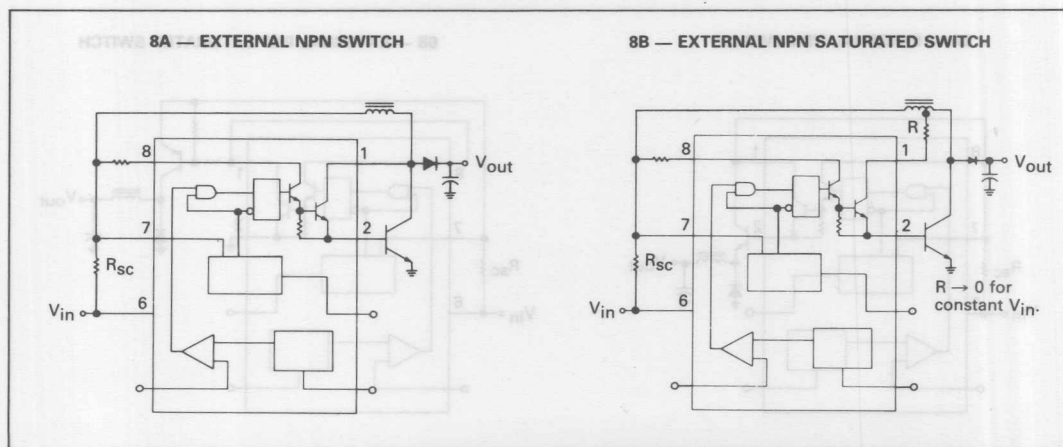 8A — EXTERNAL NPN SWITCH
8
1
Vout
7
2
RSC
6
Vin
8B — EXTERNAL NPN SATURATED SWITCH
R
8
1
Vout
7
2
RSC
R → 0 for
constant Vin.
6
Vin